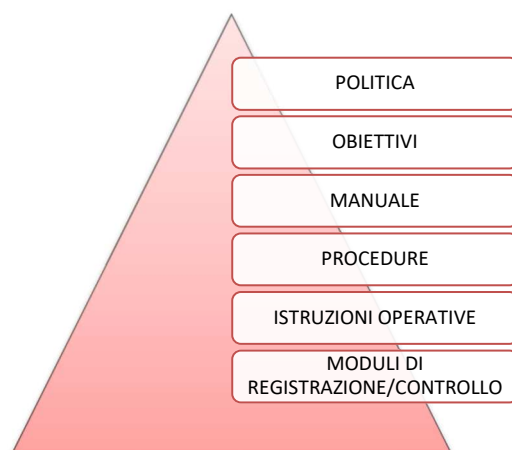 POLITICA
OBIETTIVI
MANUALE
PROCEDURE
ISTRUZIONI OPERATIVE
MODULI DI
REGISTRAZIONE/CONTROLLO